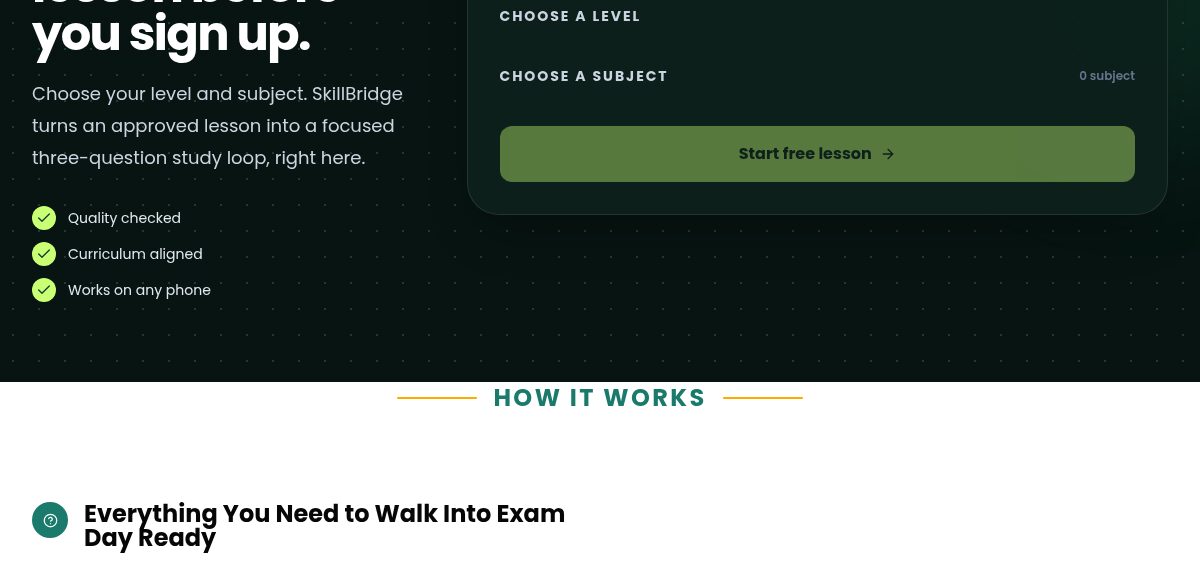 lesson before
you sign up.
Choose your level and subject. SkillBridge
turns an approved lesson into a focused
three-question study loop, right here.
Quality checked
Curriculum aligned
Works on any phone
CHOOSE A LEVEL
CHOOSE A SUBJECT
0 subject
Start free lesson →
HOW IT WORKS
Everything You Need to Walk Into Exam
Day Ready